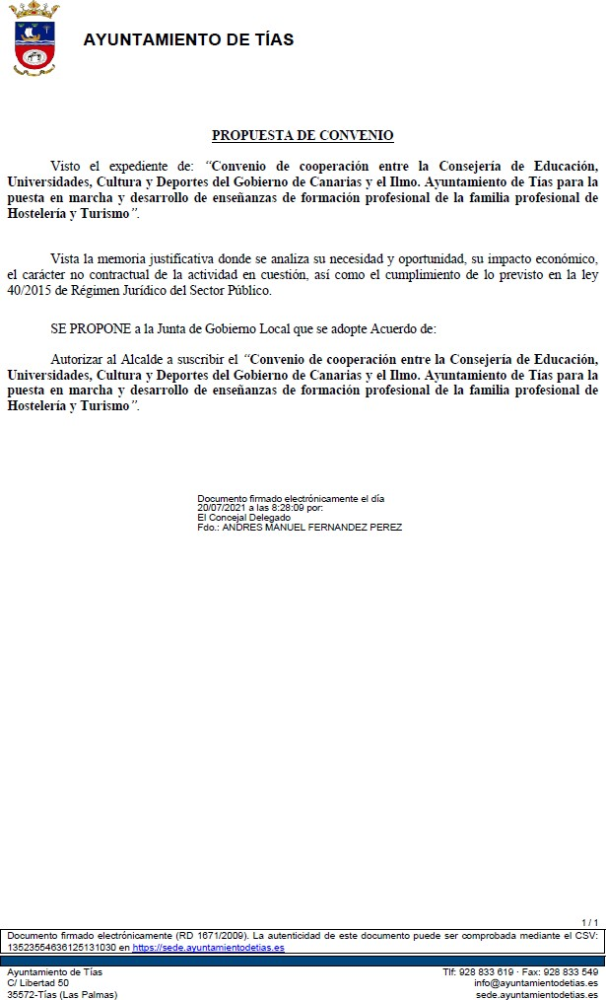 AYUNTAMIENTO DE TÍAS
PROPUESTA DE CONVENIO
Visto el expediente de: “Convenio de cooperación entre la Consejería de Educación,
Universidades, Cultura y Deportes del Gobierno de Canarias y el Ilmo. Ayuntamiento de Tías para la
puesta en marcha y desarrollo de enseñanzas de formación profesional de la familia profesional de
Hostelería y Turismo”.
Vista la memoria justificativa donde se analiza su necesidad y oportunidad, su impacto económico,
el carácter no contractual de la actividad en cuestión, así como el cumplimiento de lo previsto en la ley
40/2015 de Régimen Jurídico del Sector Público.
SE PROPONE a la Junta de Gobierno Local que se adopte Acuerdo de:
Autorizar al Alcalde a suscribir el “Convenio de cooperación entre la Consejería de Educación,
Universidades, Cultura y Deportes del Gobierno de Canarias y el Ilmo. Ayuntamiento de Tías para la
puesta en marcha y desarrollo de enseñanzas de formación profesional de la familia profesional de
Hostelería y Turismo”.
Documento firmado electrónicamente el día
20/07/2021 a las 8:28:09 por:
El Concejal Delegado
Fdo.: ANDRES MANUEL FERNANDEZ PEREZ
1 / 1
Documento firmado electrónicamente (RD 1671/2009). La autenticidad de este documento puede ser comprobada mediante el CSV:
13523554636125131030 en https://sede.ayuntamientodetias.es
Ayuntamiento de Tías
C/ Libertad 50
35572-Tías (Las Palmas)
Tlf: 928 833 619 · Fax: 928 833 549
info@ayuntamientodetias.es
sede.ayuntamientodetias.es